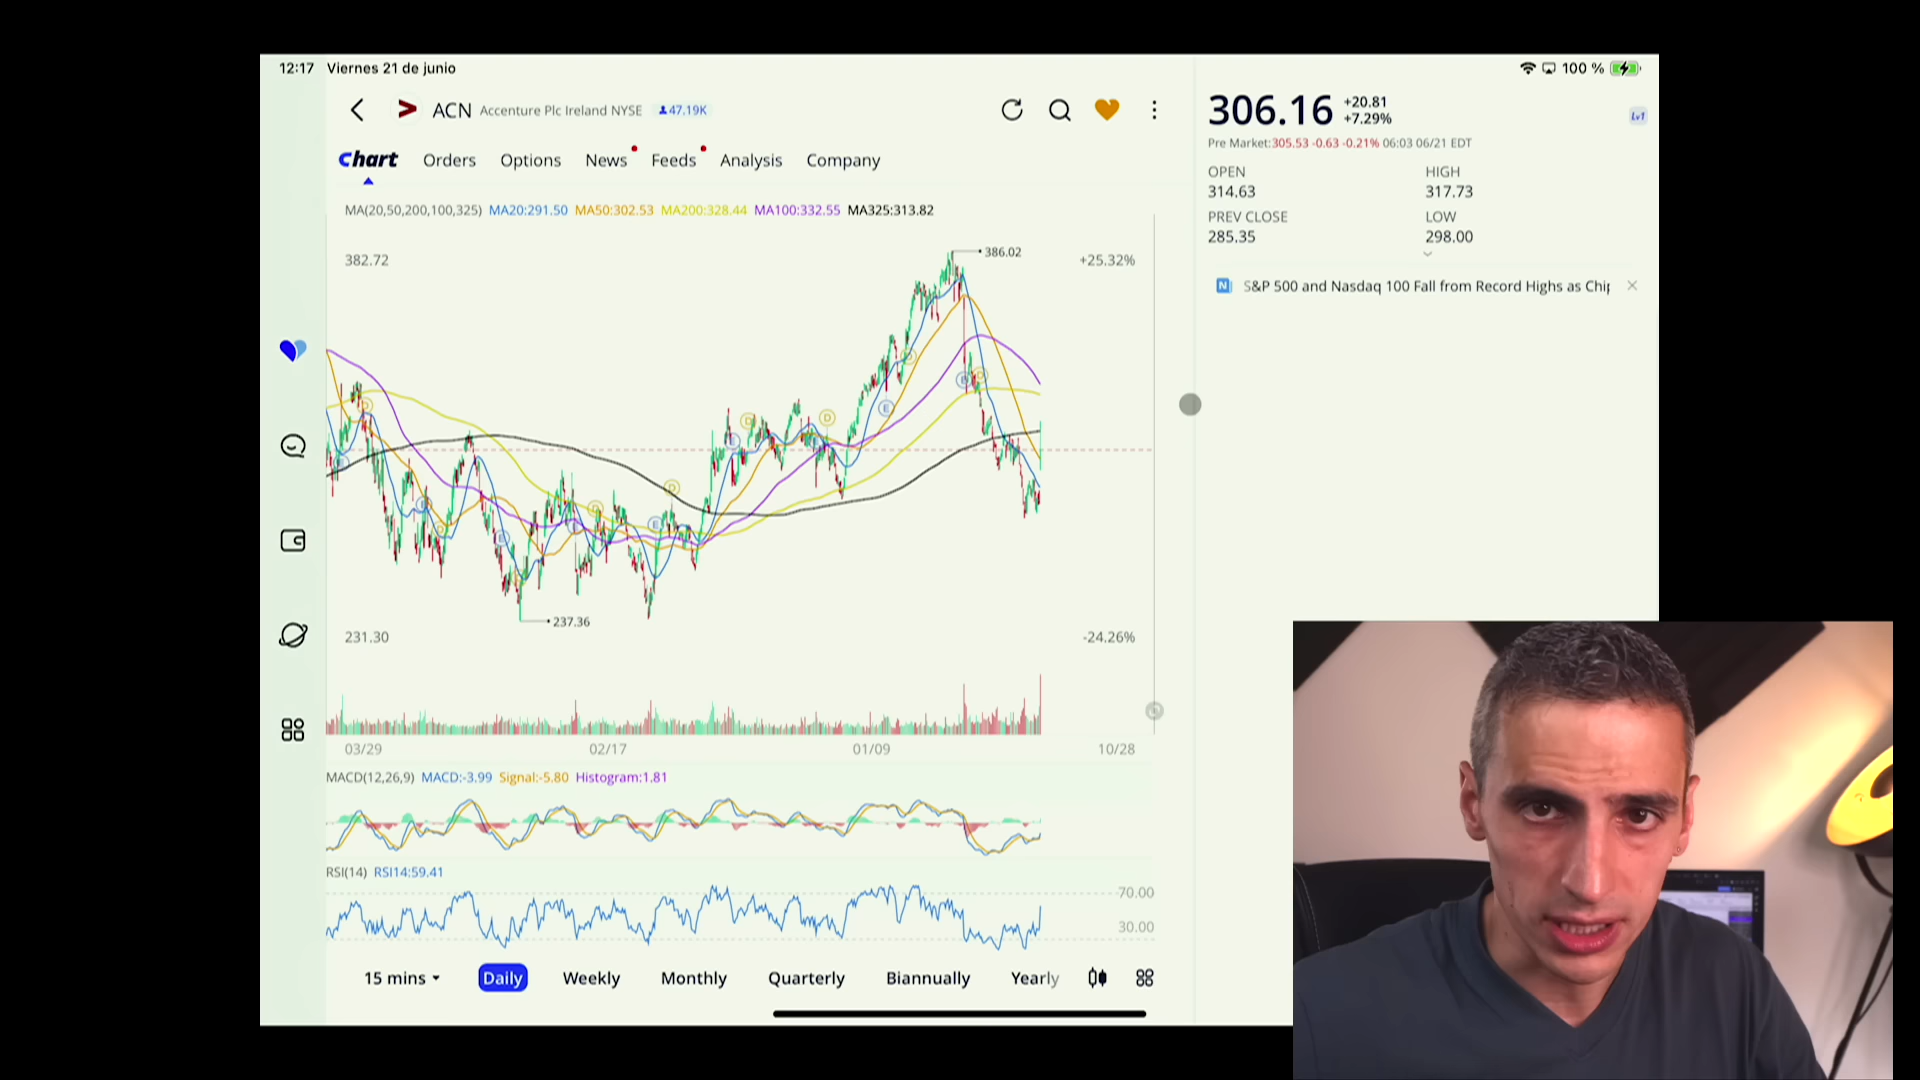 12:17 Viernes 21 de junio
100 %
ACN Accenture Plc Ireland NYSE 47.19K
Chart Orders Options News Feeds Analysis Company
MA(20,50,200,100,325) MA20:291.50 MA50:302.53 MA200:328.44 MA100:332.55 MA325:313.82
386.02
382.72 +25.32%
237.36
231.30 -24.26%
03/29 02/17 01/09 10/28
MACD(12,26,9) MACD:-3.99 Signal:-5.80 Histogram:1.81
RSI(14) RSI14:59.41
70.00
30.00
15 mins Daily Weekly Monthly Quarterly Biannually Yearly
306.16 +20.81
+7.29%
Lv1
Pre Market:305.53 -0.63 -0.21% 06:03 06/21 EDT
OPEN HIGH
314.63 317.73
PREV CLOSE LOW
285.35 298.00
N S&P 500 and Nasdaq 100 Fall from Record Highs as Chip